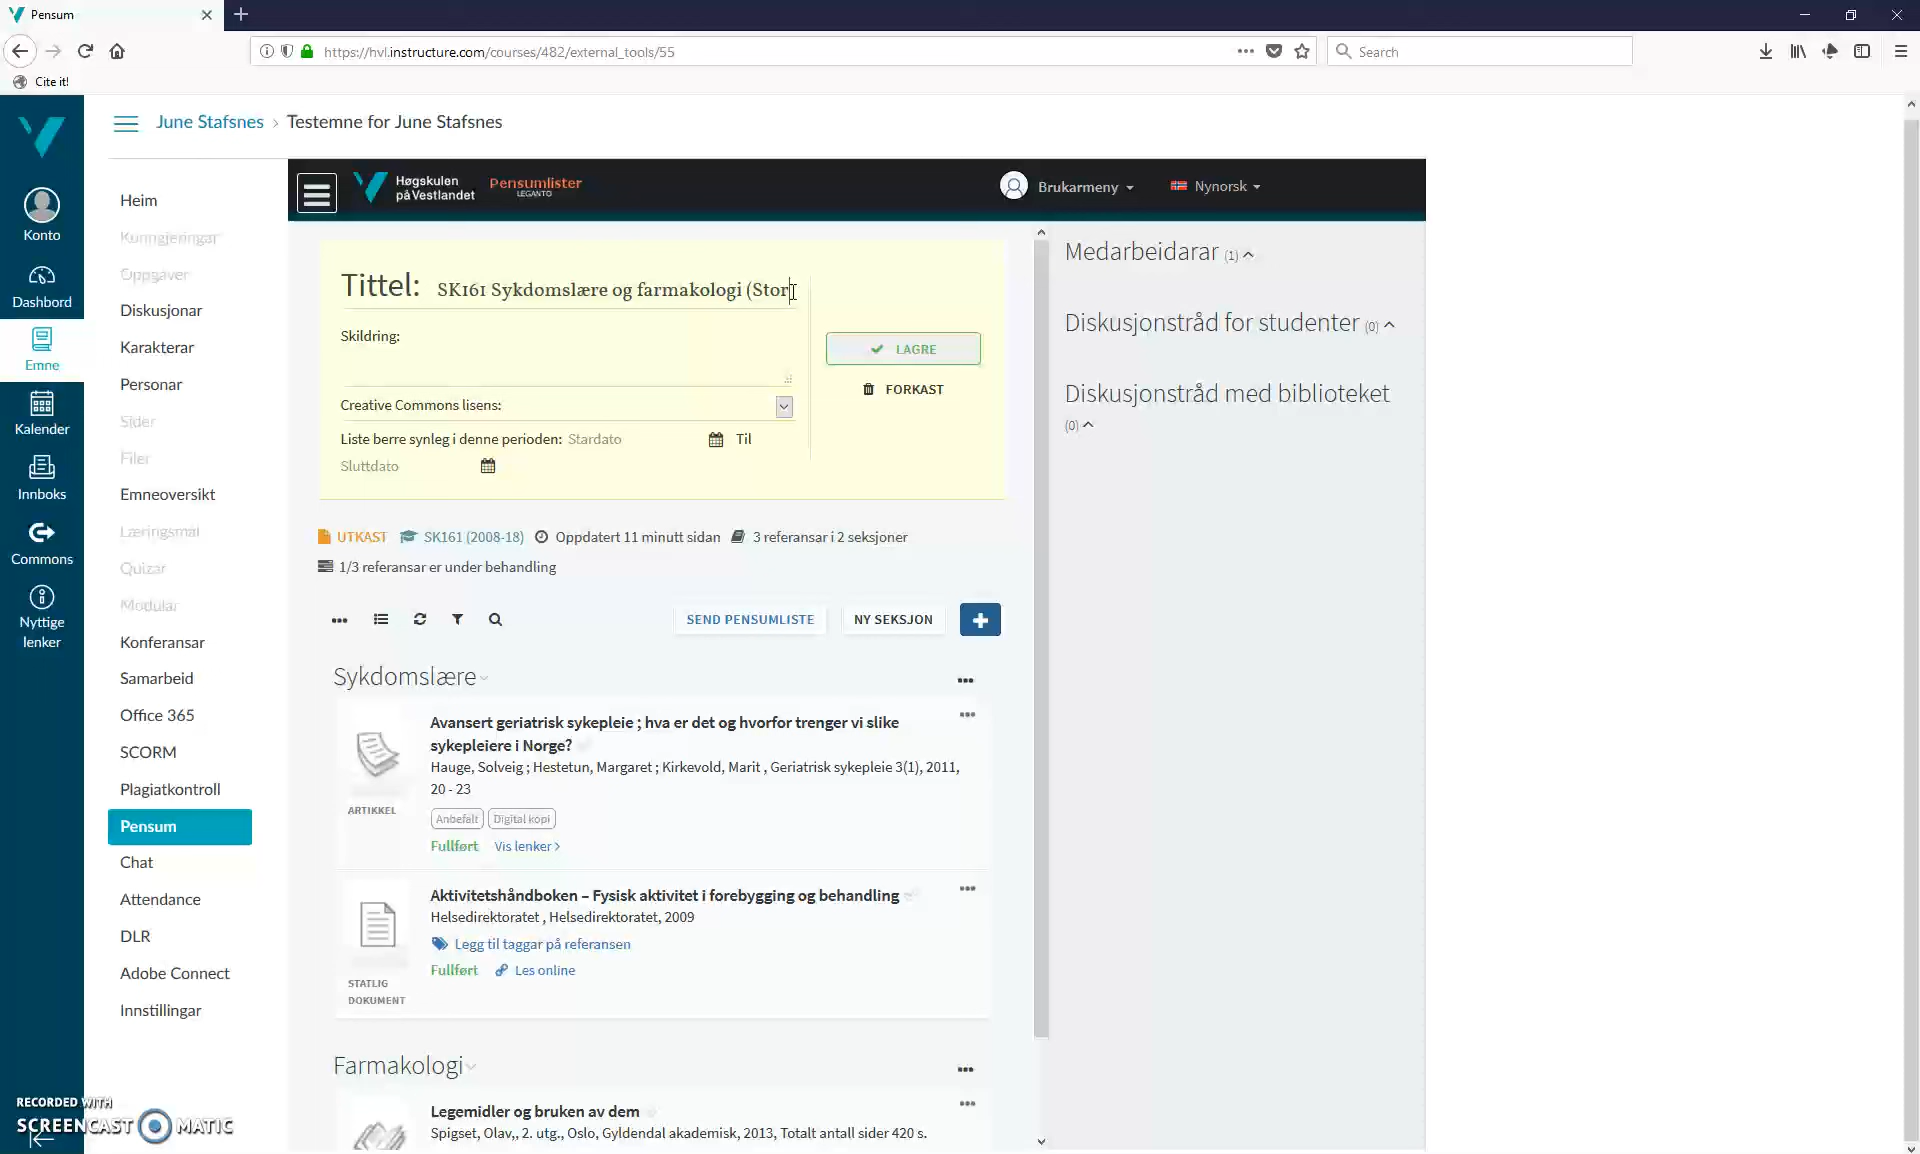 Pensum
https://hvl.instructure.com/courses/482/external_tools/55
Search
Cite it!
June Stafsnes › Testemne for June Stafsnes
Konto
Dashbord
Emne
Kalender
Innboks
Commons
Nyttige
lenker
Heim
Kunngjeringar
Oppgåver
Diskusjonar
Karakterar
Personar
Sider
Filer
Emneoversikt
Læringsmål
Quizar
Modular
Konferansar
Samarbeid
Office 365
SCORM
Plagiatkontroll
Pensum
Chat
Attendance
DLR
Adobe Connect
Innstillingar
Høgskulen
på Vestlandet
Pensumlister
LEGANTO
Brukarmeny
Nynorsk
Tittel: SK161 Sykdomslære og farmakologi (Stor
Skildring:
LAGRE
FORKAST
Creative Commons lisens:
Liste berre synleg i denne perioden: Stardato Til
Sluttdato
UTKAST SK161 (2008-18) Oppdatert 11 minutt sidan 3 referansar i 2 seksjoner
1/3 referansar er under behandling
SEND PENSUMLISTE NY SEKSJON
Sykdomslære
Avansert geriatrisk sykepleie ; hva er det og hvorfor trenger vi slike
sykepleiere i Norge?
Hauge, Solveig ; Hestetun, Margaret ; Kirkevold, Marit , Geriatrisk sykepleie 3(1), 2011,
20 - 23
ARTIKKEL
Anbefalt Digital kopi
Fullført Vis lenker
Aktivitetshåndboken – Fysisk aktivitet i forebygging og behandling
Helsedirektoratet , Helsedirektoratet, 2009
Legg til taggar på referansen
Fullført Les online
STATLIG
DOKUMENT
Farmakologi
Legemidler og bruken av dem
Spigset, Olav,, 2. utg., Oslo, Gyldendal akademisk, 2013, Totalt antall sider 420 s.
Medarbeidarar (1)
Diskusjonstråd for studenter (0)
Diskusjonstråd med biblioteket
(0)
RECORDED WITH
SCREENCAST MATIC